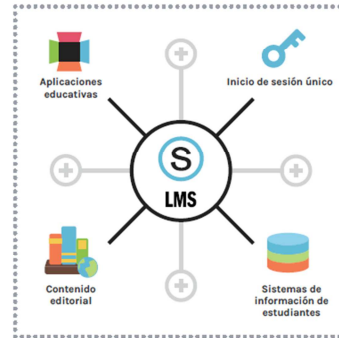 Aplicaciones
educativas
Inicio de sesión único
S
LMS
Contenido
editorial
Sistemas de
información de
estudiantes